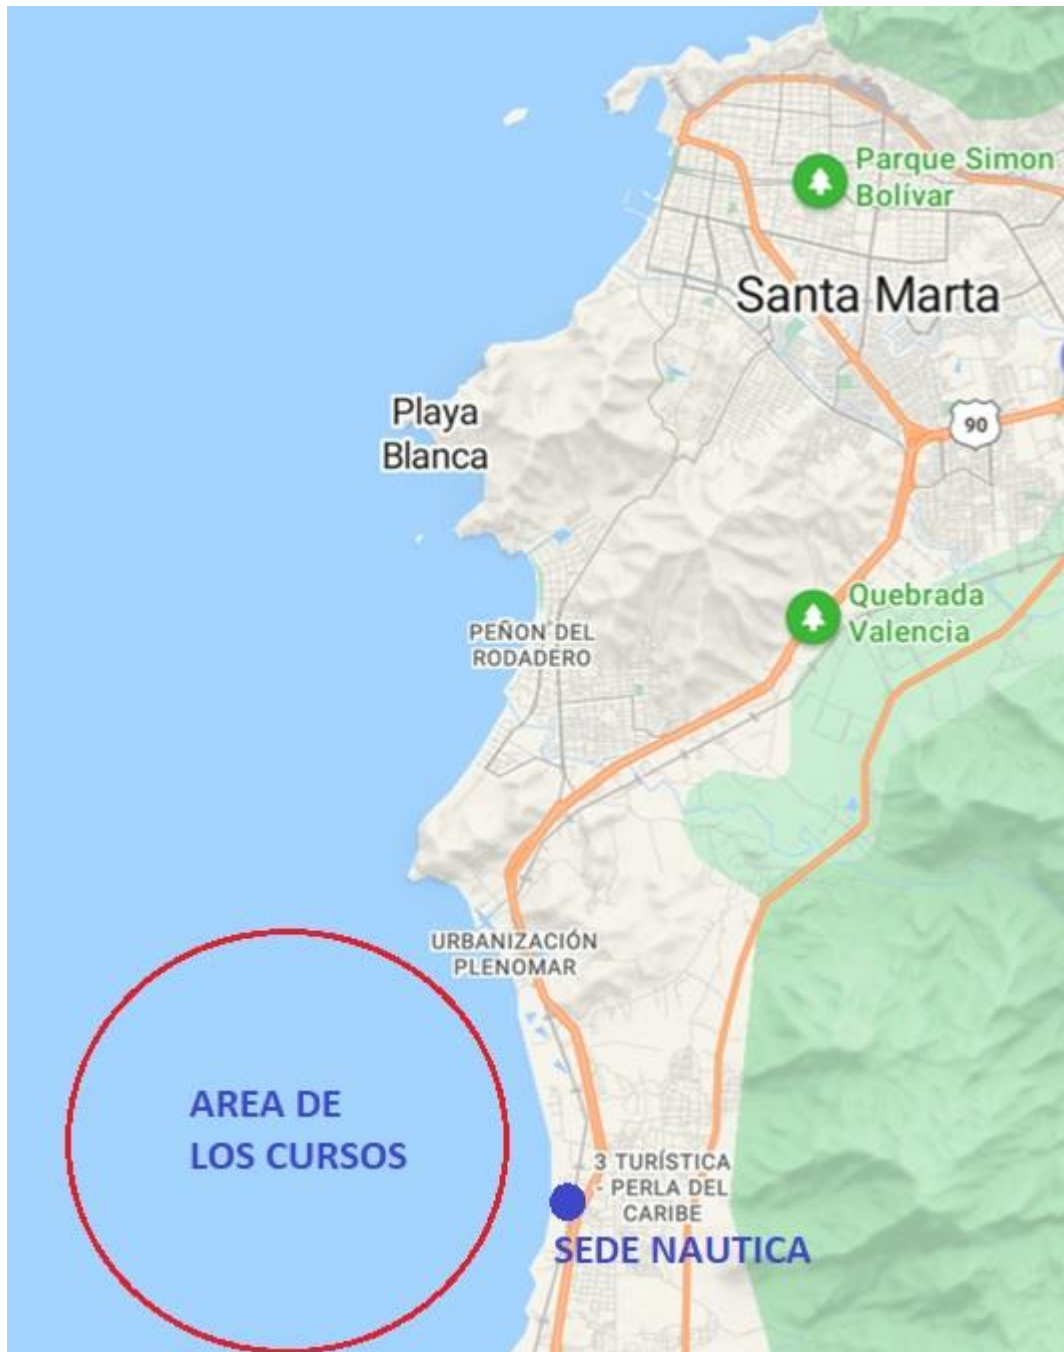 Parque Simon
Bolívar
Santa Marta
Playa
Blanca
90
Quebrada
Valencia
PEÑON DEL
RODADERO
URBANIZACIÓN
PLENOMAR
AREA DE
LOS CURSOS
3 TURÍSTICA
- PERLA DEL
CARIBE
SEDE NAUTICA